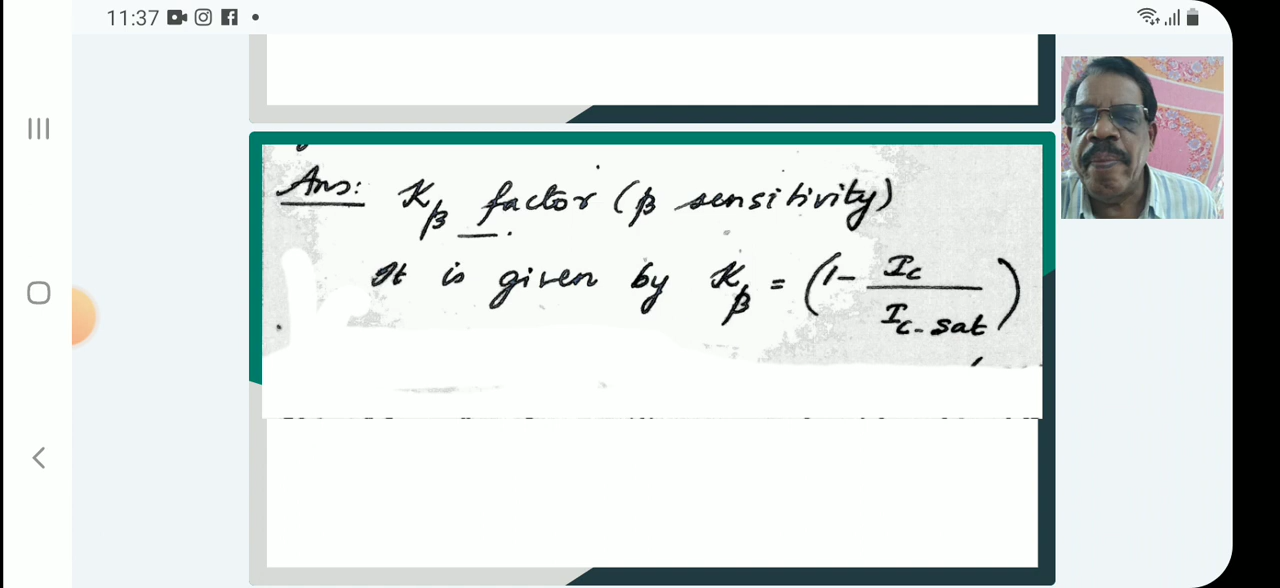 11:37
Ans: Kβ factor (β sensitivity)
It is given by Kβ = (1 - Ic / Ic-sat)